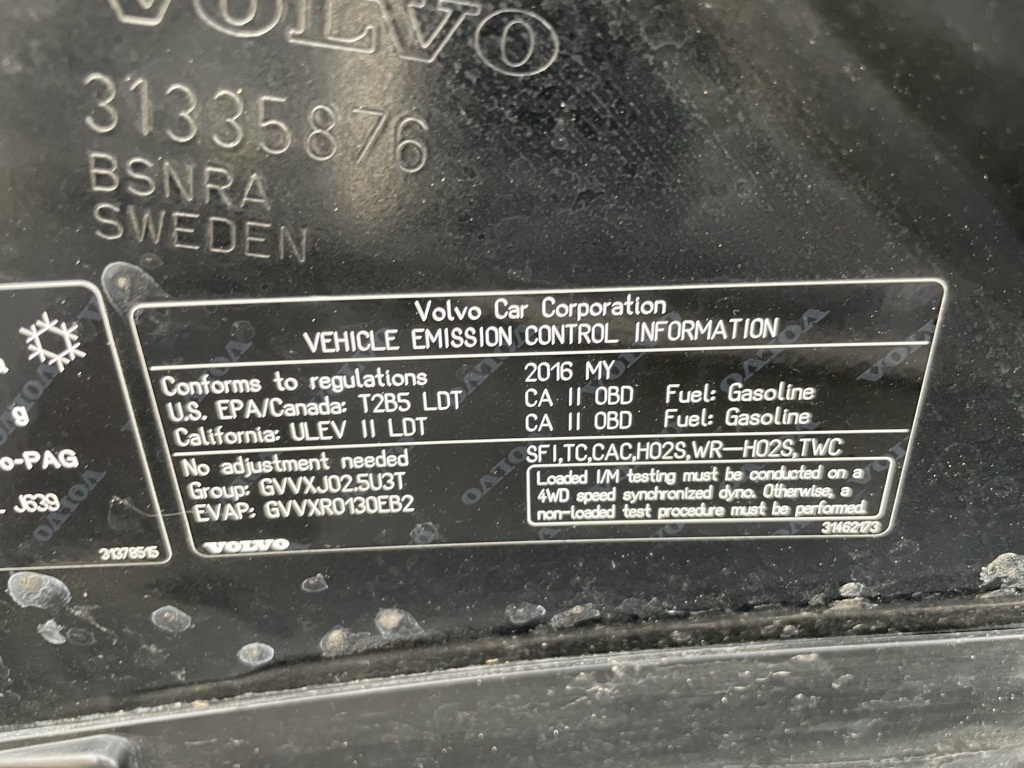 VOLVO
31335876
BSNRA
SWEDEN
g
o-PAG
J639
31378515
Volvo Car Corporation
VEHICLE EMISSION CONTROL INFORMATION
Conforms to regulations 2016 MY
U.S. EPA/Canada: T2B5 LDT CA II OBD Fuel: Gasoline
California: ULEV II LDT CA II OBD Fuel: Gasoline
No adjustment needed SFI,TC,CAC,HO2S,WR-HO2S,TWC
Group: GVVXJ02.5U3T
EVAP: GVVXR0130EB2
Loaded I/M testing must be conducted on a
4WD speed synchronized dyno. Otherwise, a
non-loaded test procedure must be performed.
VOLVO 31462173